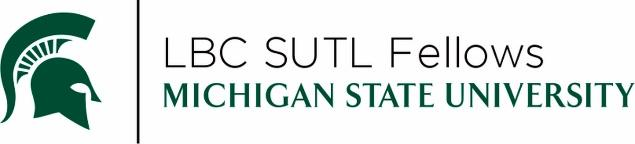 LBC SUTL Fellows
MICHIGAN STATE UNIVERSITY